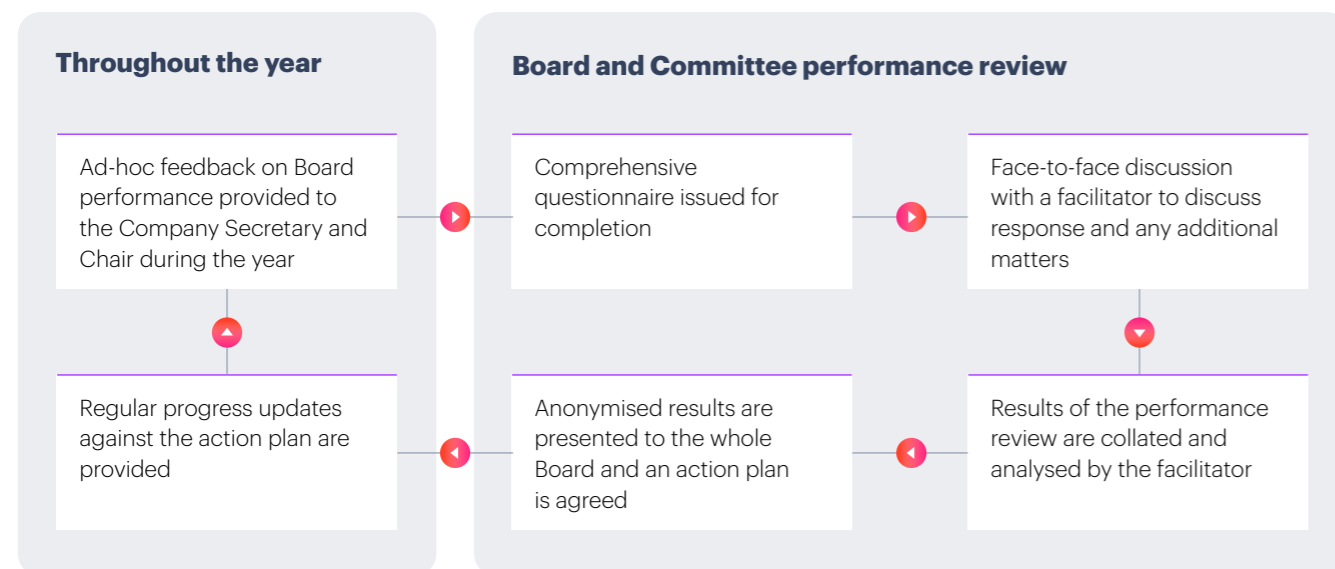 Throughout the year
Ad-hoc feedback on Board
performance provided to
the Company Secretary and
Chair during the year
Regular progress updates
against the action plan are
provided
Board and Committee performance review
Comprehensive
questionnaire issued for
completion
Face-to-face discussion
with a facilitator to discuss
response and any additional
matters
Anonymised results are
presented to the whole
Board and an action plan
is agreed
Results of the performance
review are collated and
analysed by the facilitator